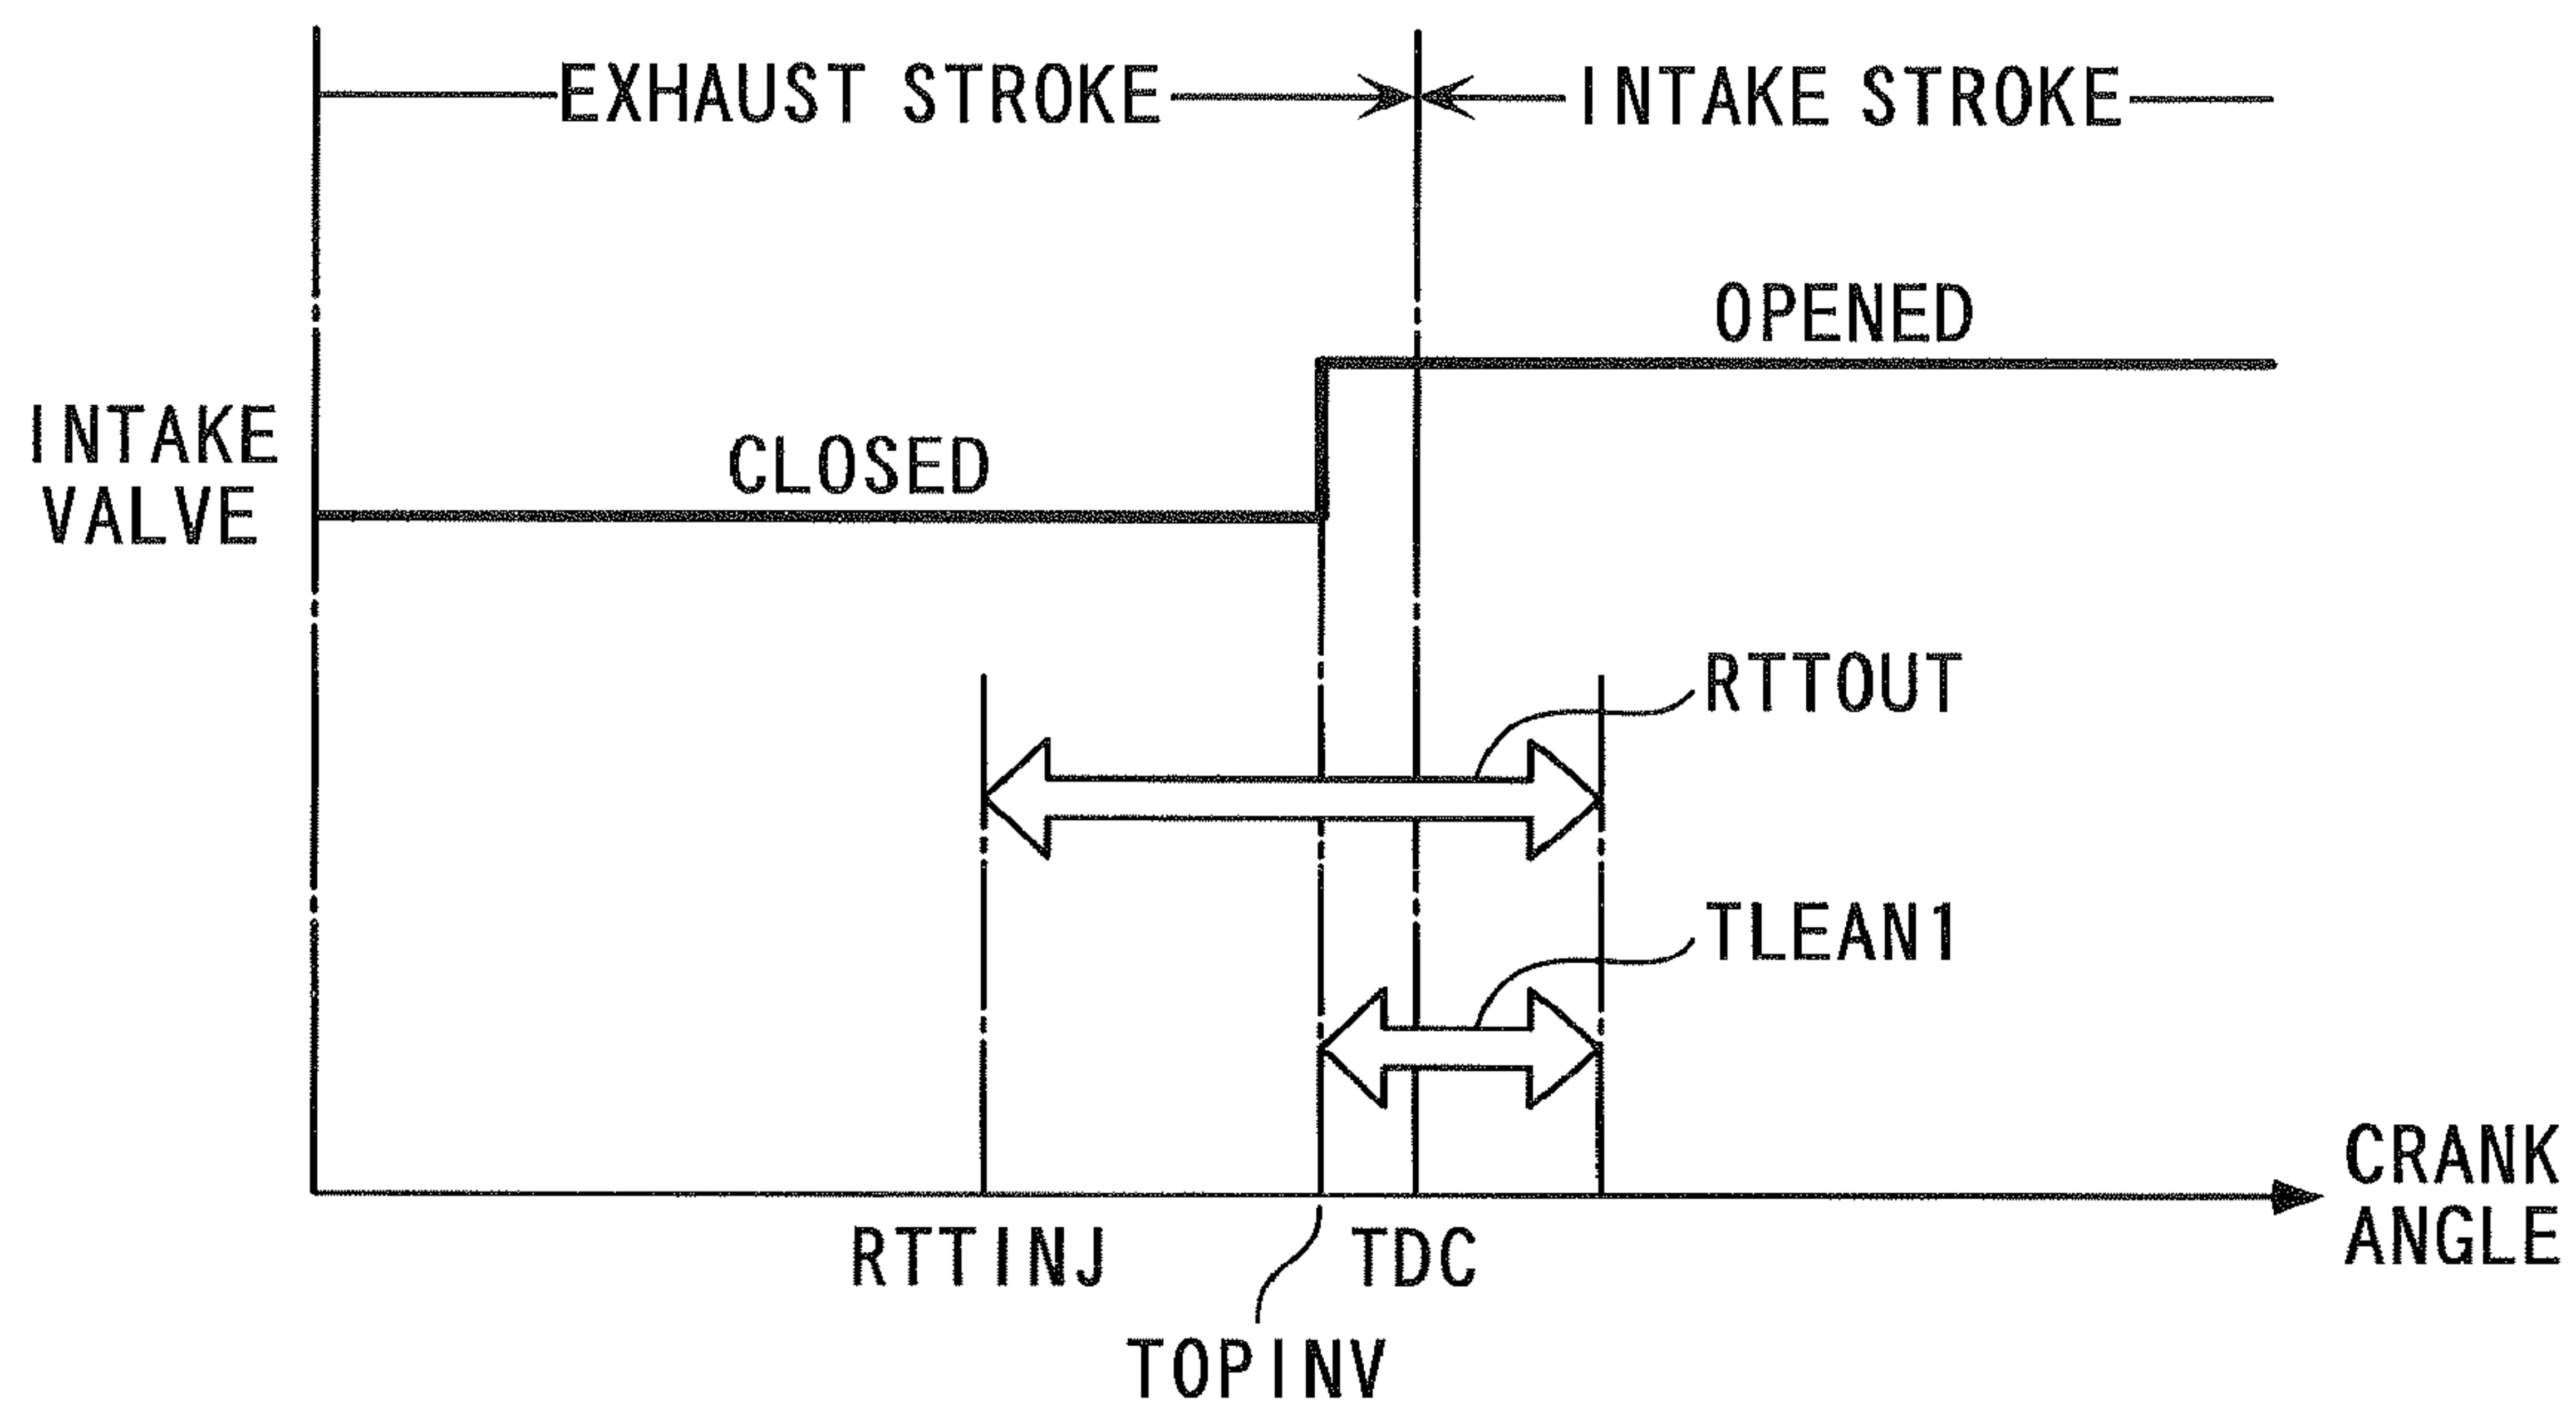 EXHAUST STROKE
INTAKE STROKE
OPENED
INTAKE
VALVE
CLOSED
RTTOUT
TLEAN1
CRANK
ANGLE
RTTINJ
TDC
TOPINV